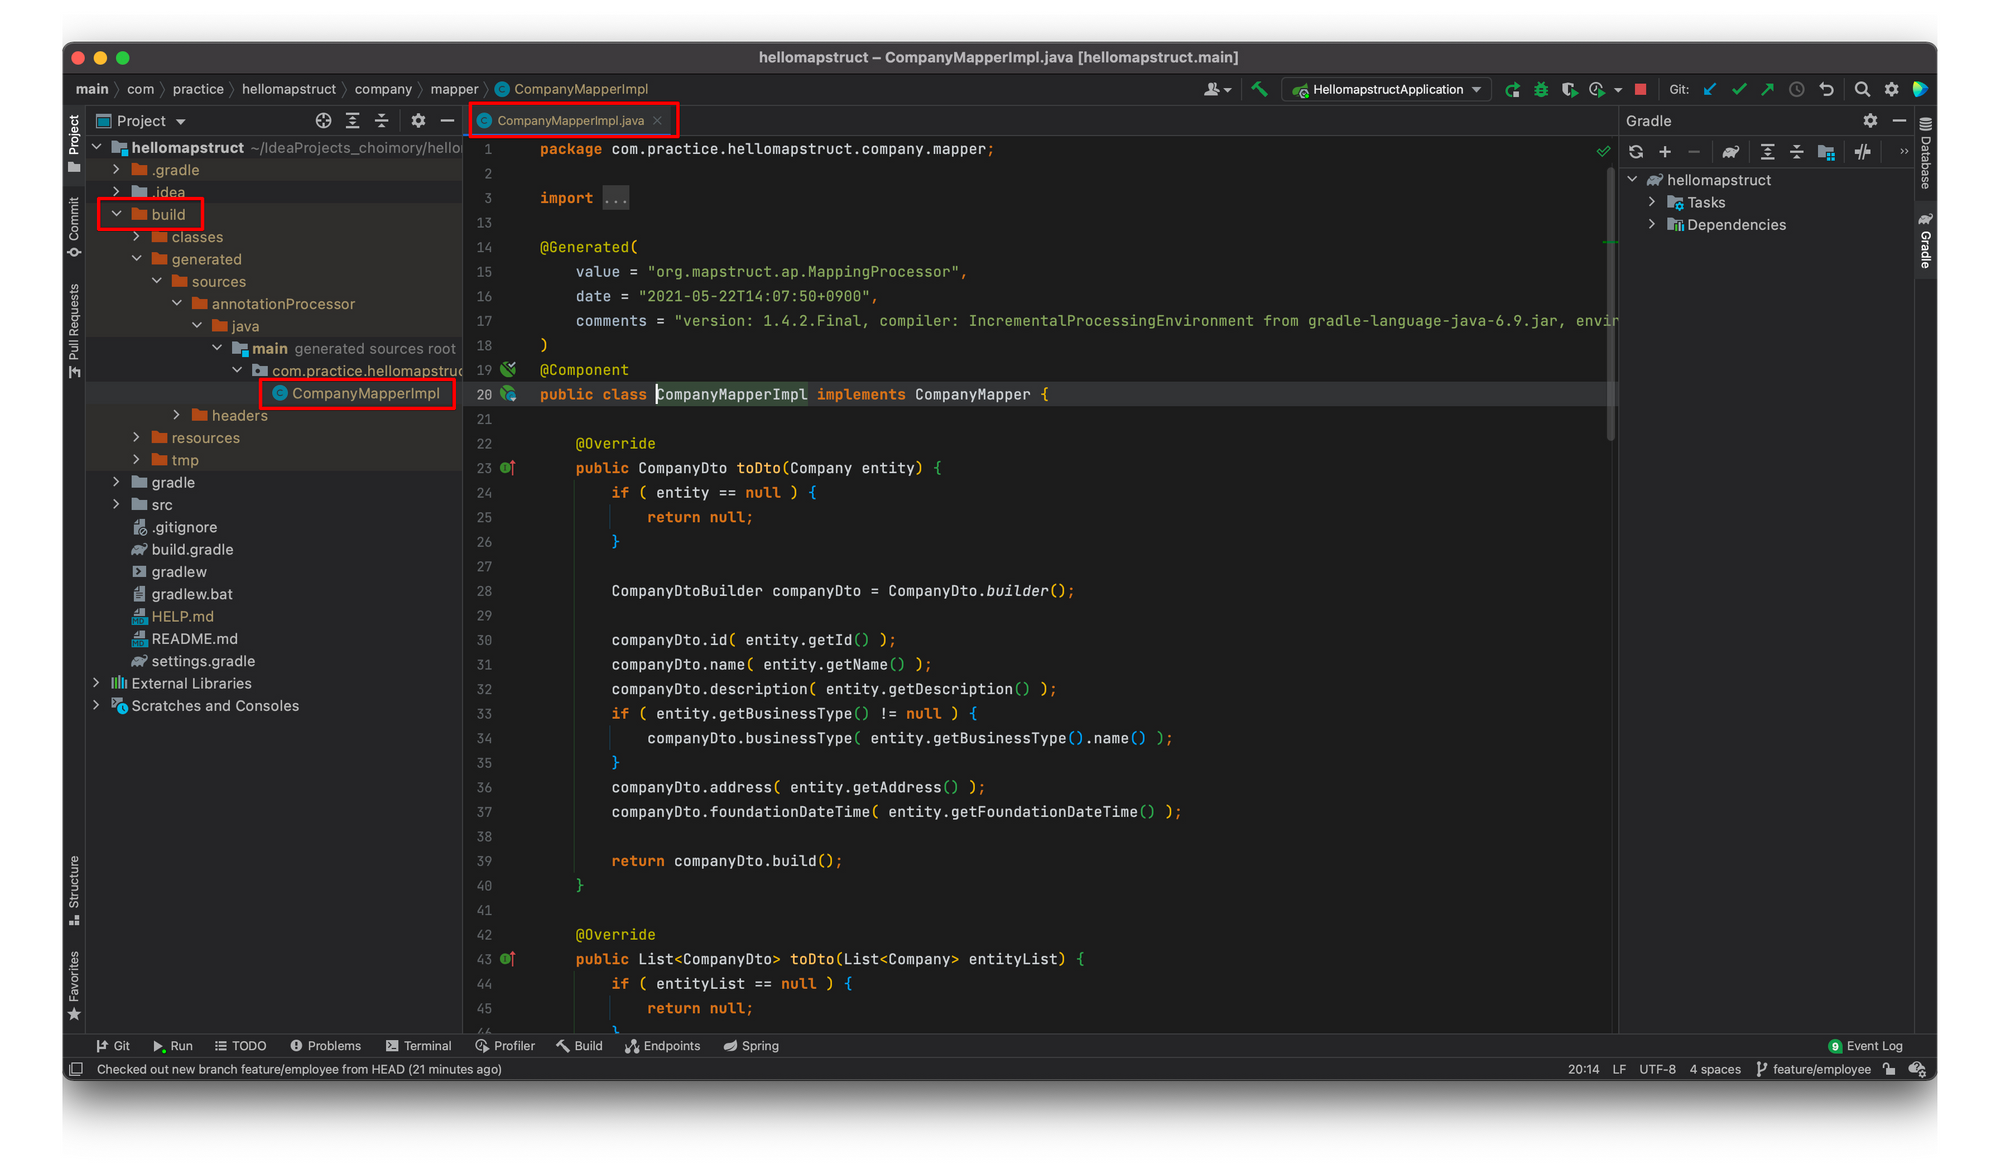 hellomapstruct – CompanyMapperImpl.java [hellomapstruct.main]
main com practice hellomapstruct company mapper CompanyMapperImpl
HellomapstructApplication Git:
Project
Commit
Pull Requests
Structure
Favorites
Project
hellomapstruct ~/IdeaProjects_choimory/hello
.gradle
.idea
build
classes
generated
sources
annotationProcessor
java
main generated sources root
com.practice.hellomapstruc
CompanyMapperImpl
headers
resources
tmp
gradle
src
.gitignore
build.gradle
gradlew
gradlew.bat
HELP.md
README.md
settings.gradle
External Libraries
Scratches and Consoles
CompanyMapperImpl.java
1 package com.practice.hellomapstruct.company.mapper;
2
3 import ...
13
14 @Generated(
15 value = "org.mapstruct.ap.MappingProcessor",
16 date = "2021-05-22T14:07:50+0900",
17 comments = "version: 1.4.2.Final, compiler: IncrementalProcessingEnvironment from gradle-language-java-6.9.jar, envir
18 )
19 @Component
20 public class CompanyMapperImpl implements CompanyMapper {
21
22 @Override
23 public CompanyDto toDto(Company entity) {
24 if ( entity == null ) {
25 return null;
26 }
27
28 CompanyDtoBuilder companyDto = CompanyDto.builder();
29
30 companyDto.id( entity.getId() );
31 companyDto.name( entity.getName() );
32 companyDto.description( entity.getDescription() );
33 if ( entity.getBusinessType() != null ) {
34 companyDto.businessType( entity.getBusinessType().name() );
35 }
36 companyDto.address( entity.getAddress() );
37 companyDto.foundationDateTime( entity.getFoundationDateTime() );
38
39 return companyDto.build();
40 }
41
42 @Override
43 public List<CompanyDto> toDto(List<Company> entityList) {
44 if ( entityList == null ) {
45 return null;
46 }
Gradle
hellomapstruct
Tasks
Dependencies
Database
Gradle
Git Run TODO Problems Terminal Profiler Build Endpoints Spring 9 Event Log
Checked out new branch feature/employee from HEAD (21 minutes ago) 20:14 LF UTF-8 4 spaces feature/employee